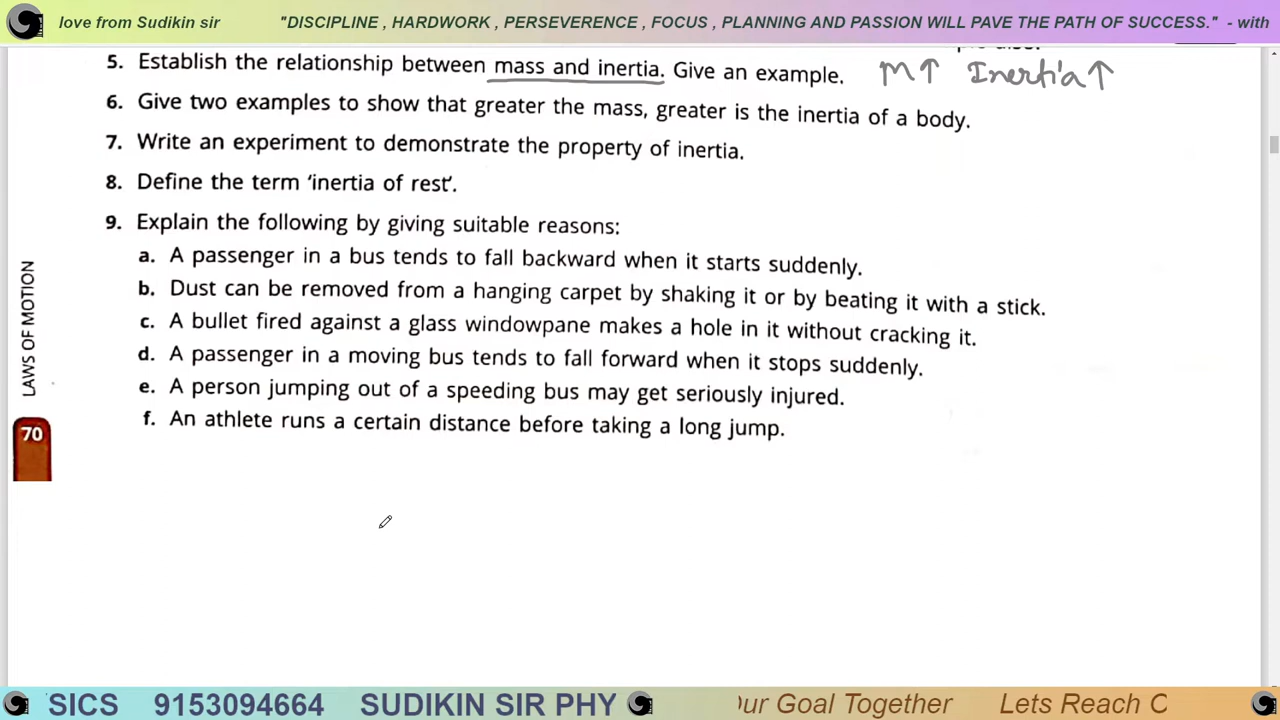 love from Sudikin sir "DISCIPLINE , HARDWORK , PERSEVERENCE , FOCUS , PLANNING AND PASSION WILL PAVE THE PATH OF SUCCESS." - with
5. Establish the relationship between mass and inertia. Give an example. M↑ Inertia↑
6. Give two examples to show that greater the mass, greater is the inertia of a body.
7. Write an experiment to demonstrate the property of inertia.
8. Define the term 'inertia of rest'.
9. Explain the following by giving suitable reasons:
a. A passenger in a bus tends to fall backward when it starts suddenly.
b. Dust can be removed from a hanging carpet by shaking it or by beating it with a stick.
c. A bullet fired against a glass windowpane makes a hole in it without cracking it.
d. A passenger in a moving bus tends to fall forward when it stops suddenly.
e. A person jumping out of a speeding bus may get seriously injured.
f. An athlete runs a certain distance before taking a long jump.
LAWS OF MOTION
70
SICS 9153094664 SUDIKIN SIR PHY ur Goal Together Lets Reach